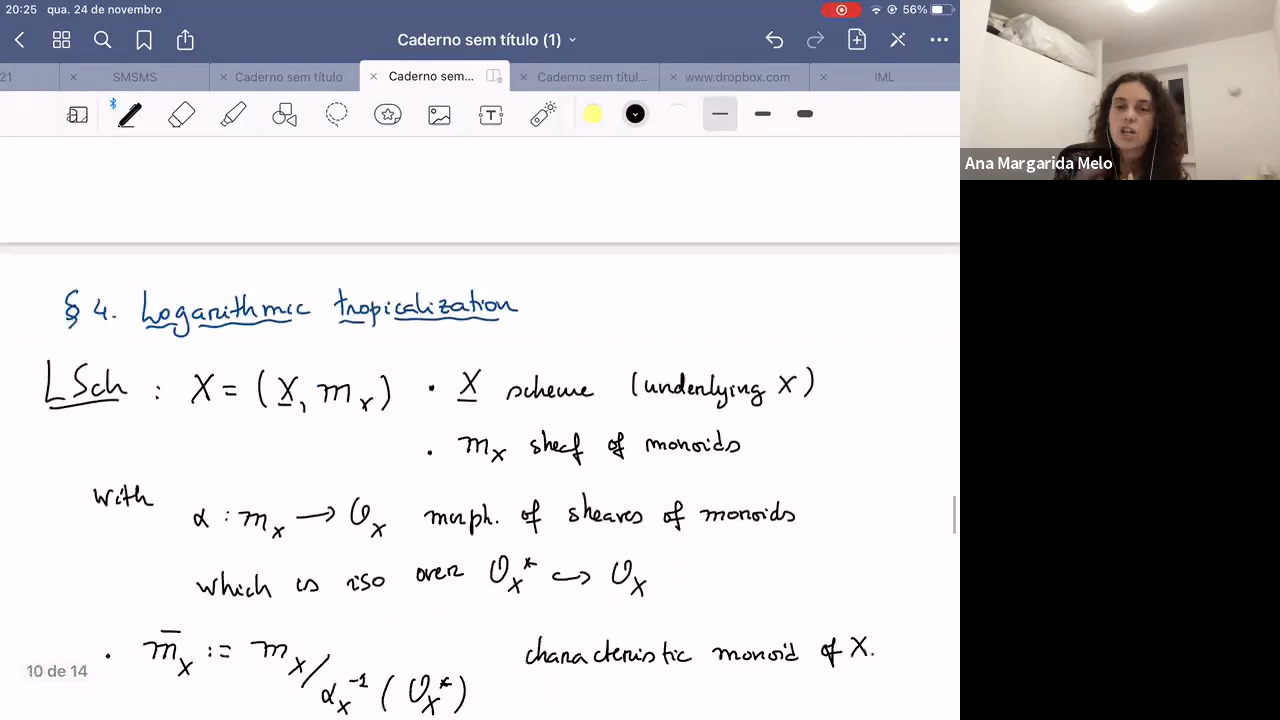 20:25 qua. 24 de novembro 56%
Caderno sem título (1)
21 SMSMS Caderno sem título Caderno sem... Caderno sem títul... www.dropbox.com IML
Ana Margarida Melo
§ 4. Logarithmic tropicalization
LSch : X = (X, m_X) • X scheme (underlying X)
• m_X sheaf of monoids
with
α : m_X → O_X morph. of sheaves of monoids
which is iso over O_X^* ↪ O_X
• m̄_X := m_X / α_X^{-1} (O_X^*) characteristic monoid of X.
10 de 14